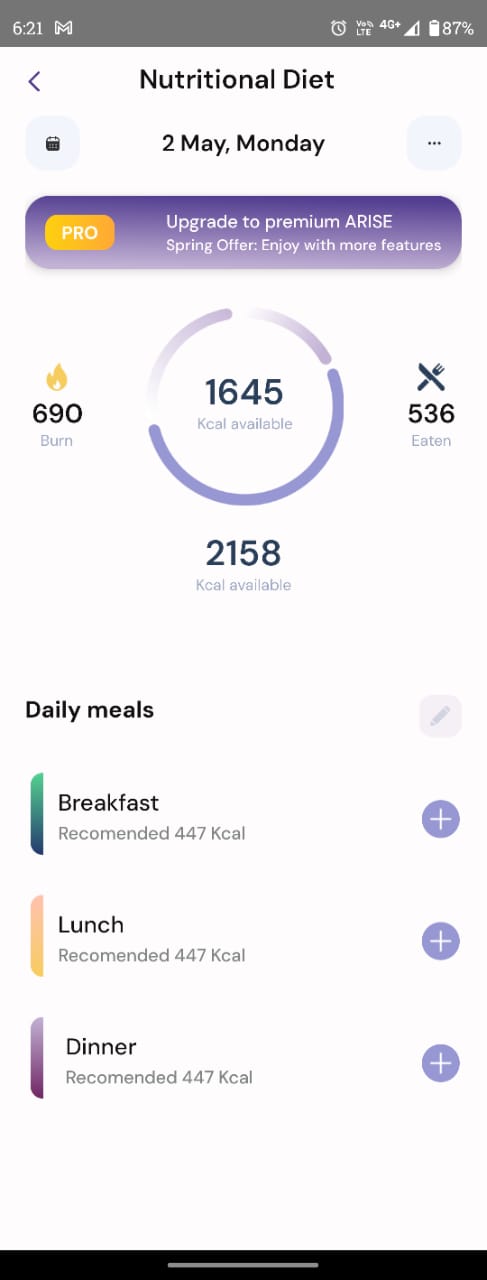 6:21
Vo)) LTE 4G+ 87%
Nutritional Diet
2 May, Monday
PRO
Upgrade to premium ARISE
Spring Offer: Enjoy with more features
1645
Kcal available
690
Burn
536
Eaten
2158
Kcal available
Daily meals
Breakfast
Recomended 447 Kcal
Lunch
Recomended 447 Kcal
Dinner
Recomended 447 Kcal